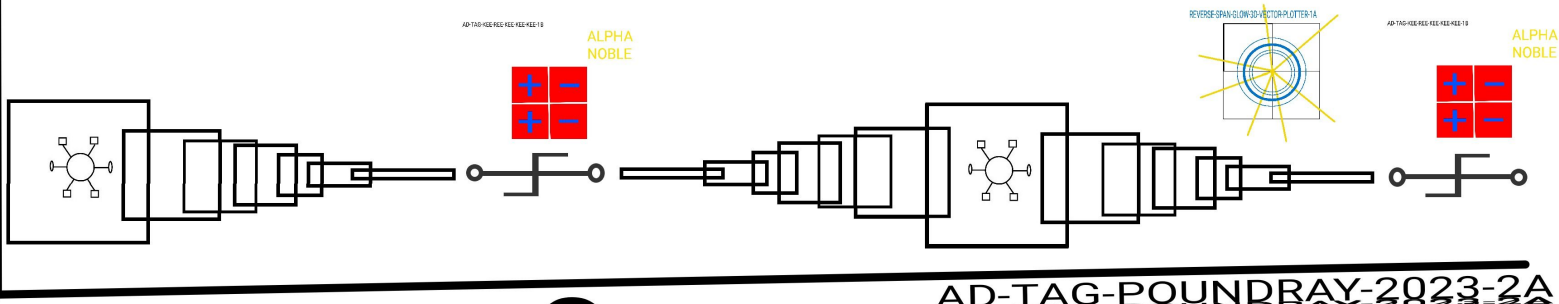 AD-TAG-KEE-REE-KEE-KEE-KEE-1B
ALPHA
NOBLE
+ −
+ −
REVERSE-SPAN-GLOW-3D-VECTOR-PLOTTER-1A
AD-TAG-KEE-REE-KEE-KEE-KEE-1B
ALPHA
NOBLE
+ −
+ −
AD-TAG-POUNDRAY-2023-2A